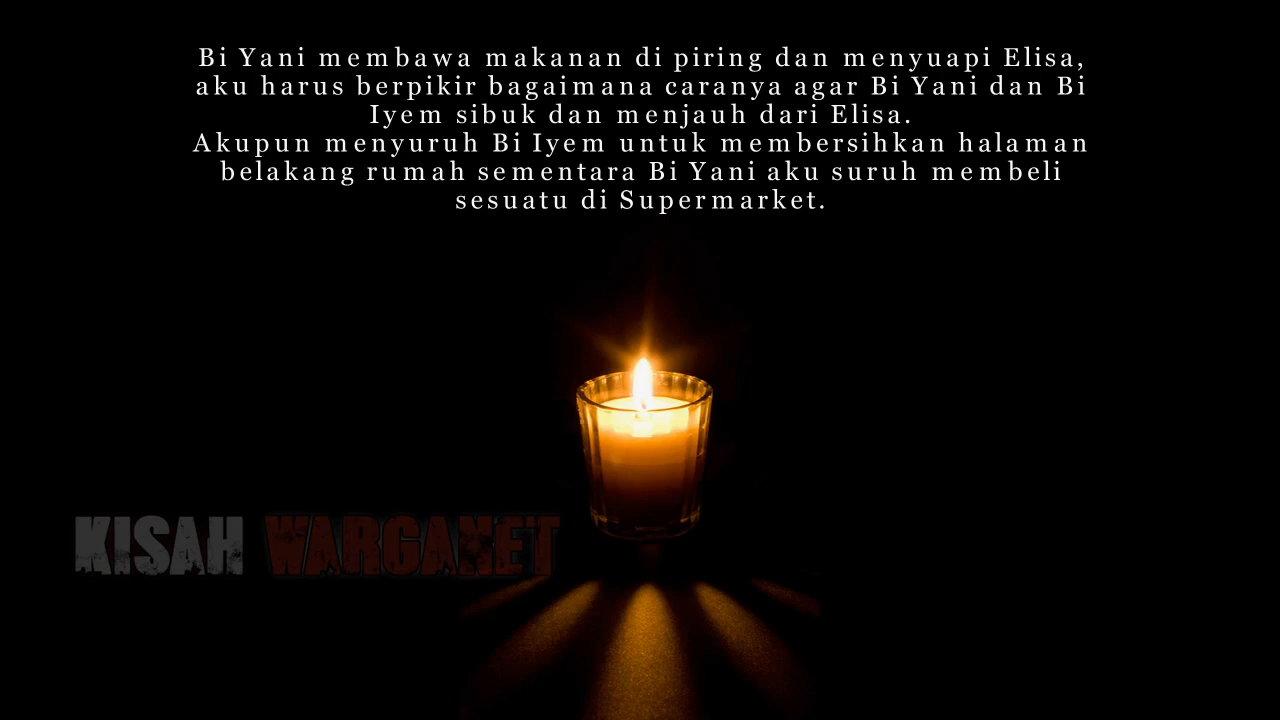 Bi Yani membawa makanan di piring dan menyuapi Elisa,
aku harus berpikir bagaimana caranya agar Bi Yani dan Bi
Iyem sibuk dan menjauh dari Elisa.
Akupun menyuruh Bi Iyem untuk membersihkan halaman
belakang rumah sementara Bi Yani aku suruh membeli
sesuatu di Supermarket.
KISAH WARGANET